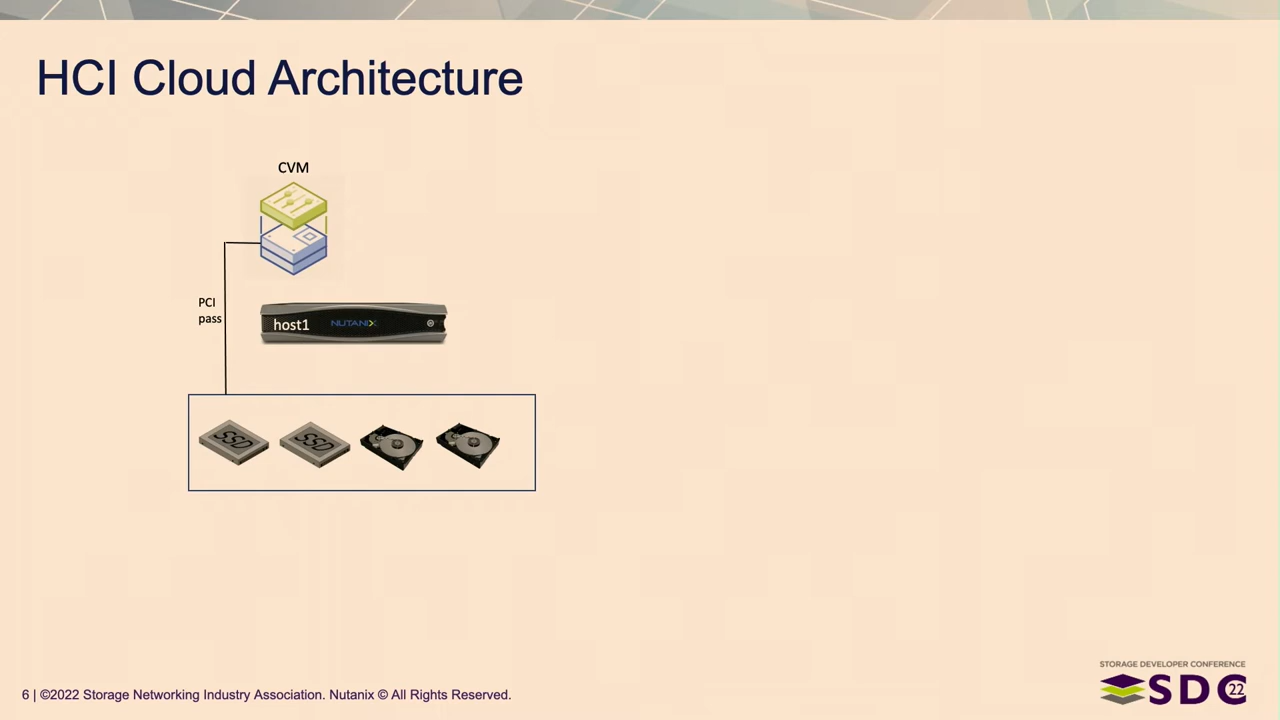 HCI Cloud Architecture
CVM
PCI
pass
host1 NUTANIX
SSD SSD
STORAGE DEVELOPER CONFERENCE
SDC 22
6 | ©2022 Storage Networking Industry Association. Nutanix © All Rights Reserved.